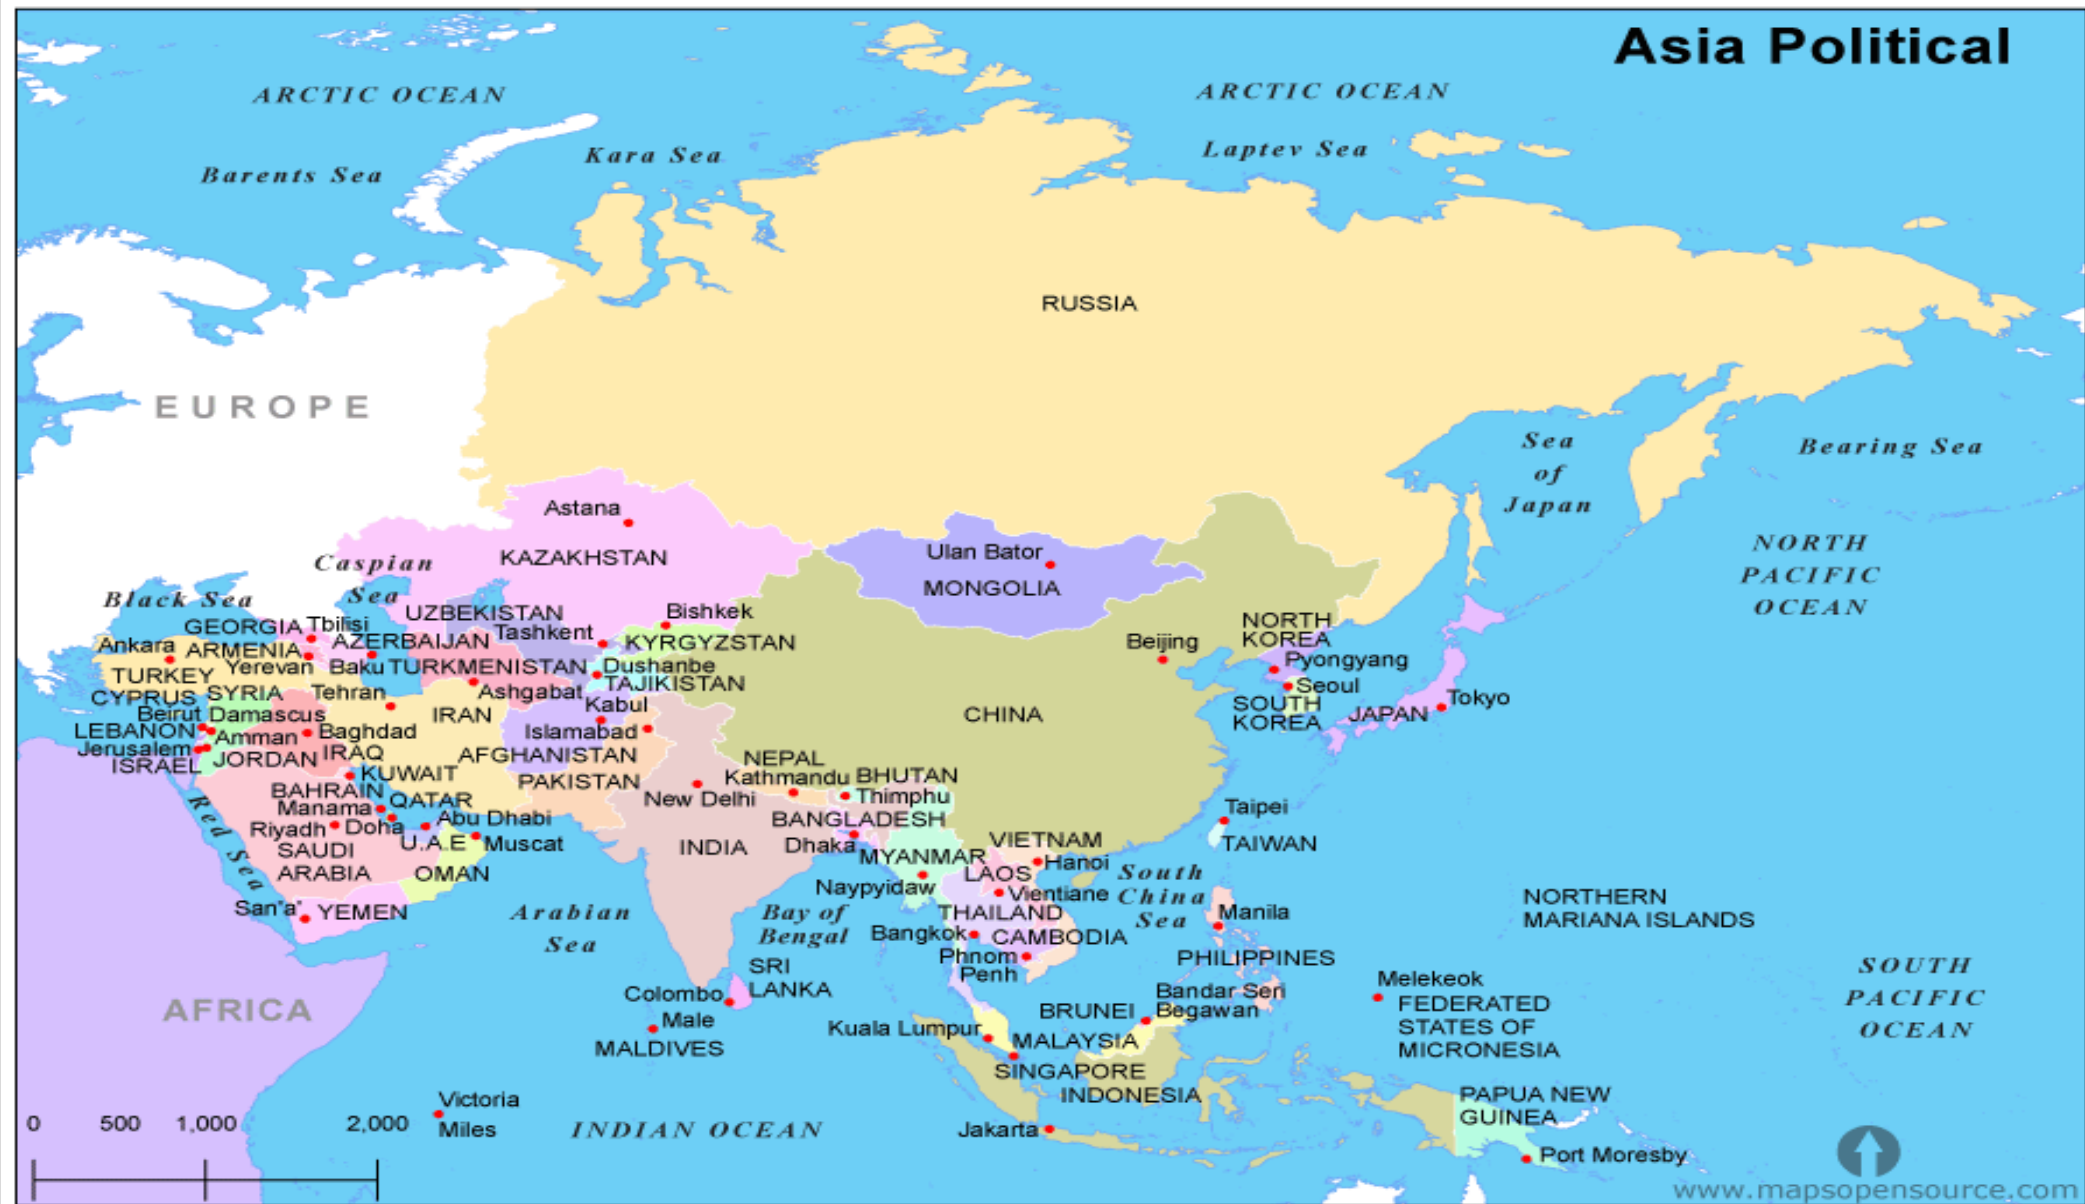 Asia Political
ARCTIC OCEAN
ARCTIC OCEAN
Kara Sea
Laptev Sea
Barents Sea
RUSSIA
EUROPE
Sea
of
Japan
Bearing Sea
Astana
KAZAKHSTAN
Caspian
Sea
Black Sea
Ulan Bator
MONGOLIA
NORTH
PACIFIC
OCEAN
UZBEKISTAN
Bishkek
GEORGIA
Tbilisi
Tashkent
KYRGYZSTAN
Ankara
ARMENIA
AZERBAIJAN
Yerevan
Baku
TURKMENISTAN
Dushanbe
TURKEY
TAJIKISTAN
CYPRUS
SYRIA
Tehran
Ashgabat
Kabul
Beirut
Damascus
IRAN
Islamabad
LEBANON
Amman
Baghdad
Jerusalem
JORDAN
IRAQ
AFGHANISTAN
ISRAEL
KUWAIT
PAKISTAN
BAHRAIN
Manama
QATAR
Riyadh
Doha
Abu Dhabi
U.A.E
Muscat
SAUDI
ARABIA
OMAN
Red Sea
San'a'
YEMEN
Beijing
NORTH
KOREA
Pyongyang
Seoul
SOUTH
KOREA
JAPAN
Tokyo
CHINA
NEPAL
Kathmandu
BHUTAN
Thimphu
New Delhi
BANGLADESH
Dhaka
INDIA
MYANMAR
Naypyidaw
VIETNAM
Hanoi
LAOS
Vientiane
THAILAND
Bangkok
CAMBODIA
Phnom
Penh
Taipei
TAIWAN
South
China
Sea
Manila
PHILIPPINES
NORTHERN
MARIANA ISLANDS
Arabian
Sea
Bay of
Bengal
SRI
LANKA
Colombo
Male
MALDIVES
AFRICA
BRUNEI
Bandar Seri
Begawan
Kuala Lumpur
MALAYSIA
SINGAPORE
INDONESIA
Melekeok
FEDERATED
STATES OF
MICRONESIA
SOUTH
PACIFIC
OCEAN
PAPUA NEW
GUINEA
Port Moresby
Jakarta
INDIAN OCEAN
Victoria
0 500 1,000 2,000 Miles
www.mapsopensource.com